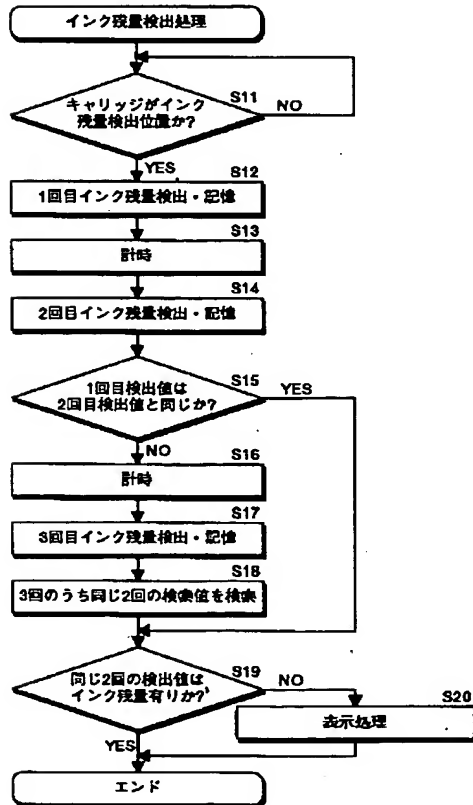 インク残量検出処理
S11
キャリッジがインク
残量検出位置か?
NO
YES
S12
1回目インク残量検出・記憶
S13
計時
S14
2回目インク残量検出・記憶
S15
1回目検出値は
2回目検出値と同じか?
YES
NO
S16
計時
S17
3回目インク残量検出・記憶
S18
3回のうち同じ2回の検索値を検索
S19
同じ2回の検出値は
インク残量有りか?
NO
YES
S20
表示処理
エンド